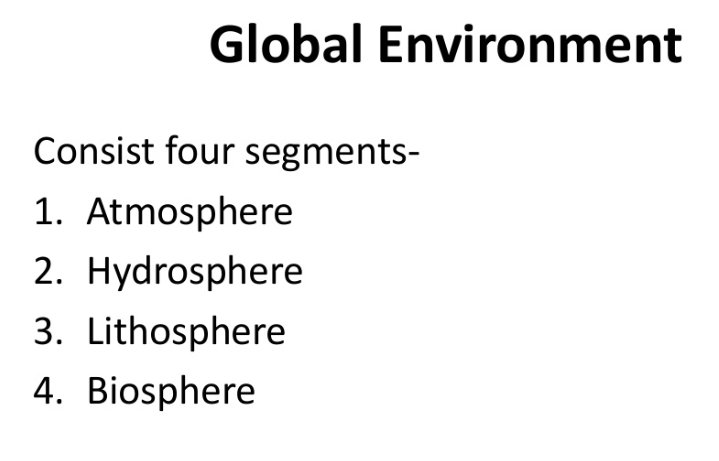 Global Environment
Consist four segments-
1. Atmosphere
2. Hydrosphere
3. Lithosphere
4. Biosphere